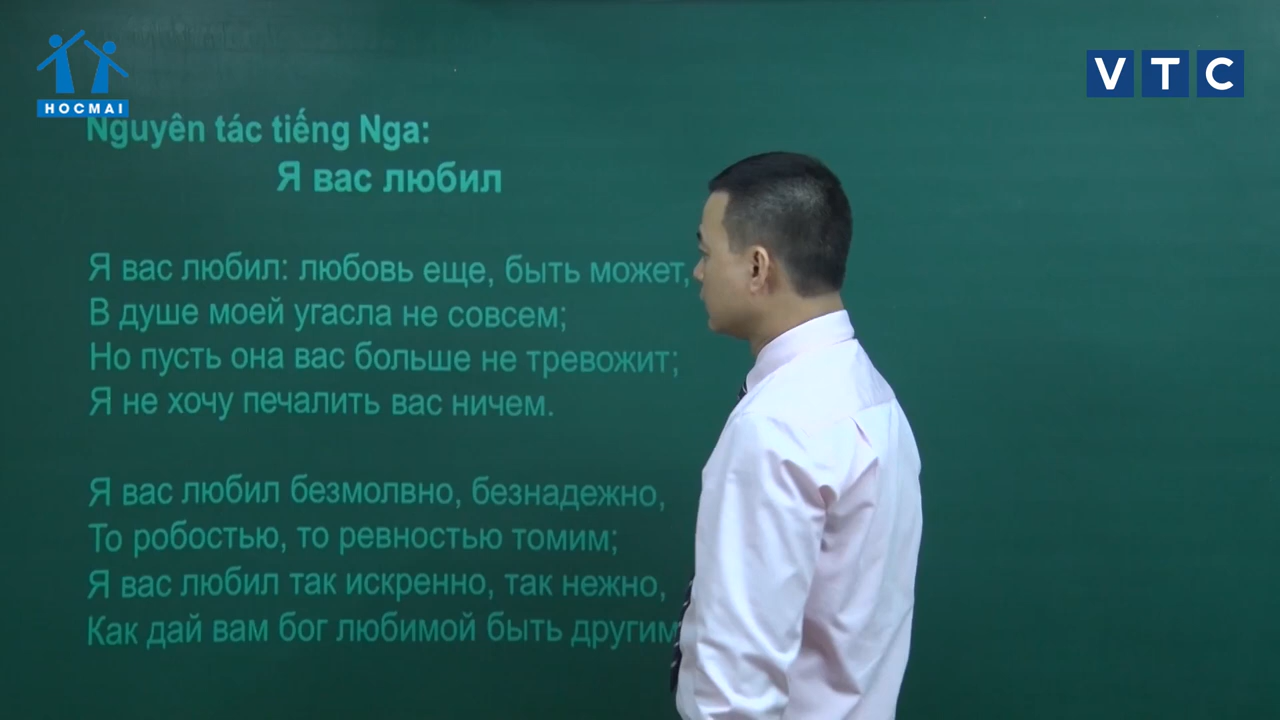 HOCMAI
VTC
Nguyên tác tiếng Nga:
Я вас любил
Я вас любил: любовь еще, быть может,
В душе моей угасла не совсем;
Но пусть она вас больше не тревожит;
Я не хочу печалить вас ничем.
Я вас любил безмолвно, безнадежно,
То робостью, то ревностью томим;
Я вас любил так искренно, так нежно,
Как дай вам бог любимой быть другим